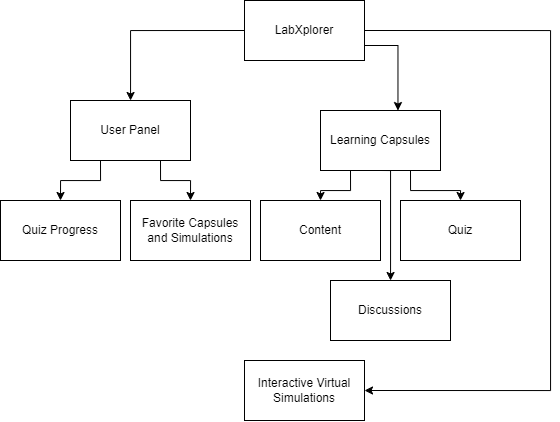 LabXplorer
User Panel
Learning Capsules
Quiz Progress
Favorite Capsules
and Simulations
Content
Quiz
Discussions
Interactive Virtual
Simulations